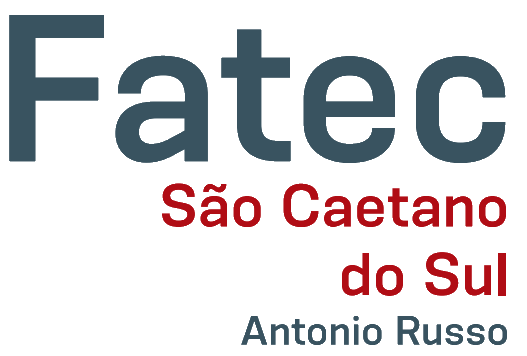 Fatec
São Caetano
do Sul
Antonio Russo